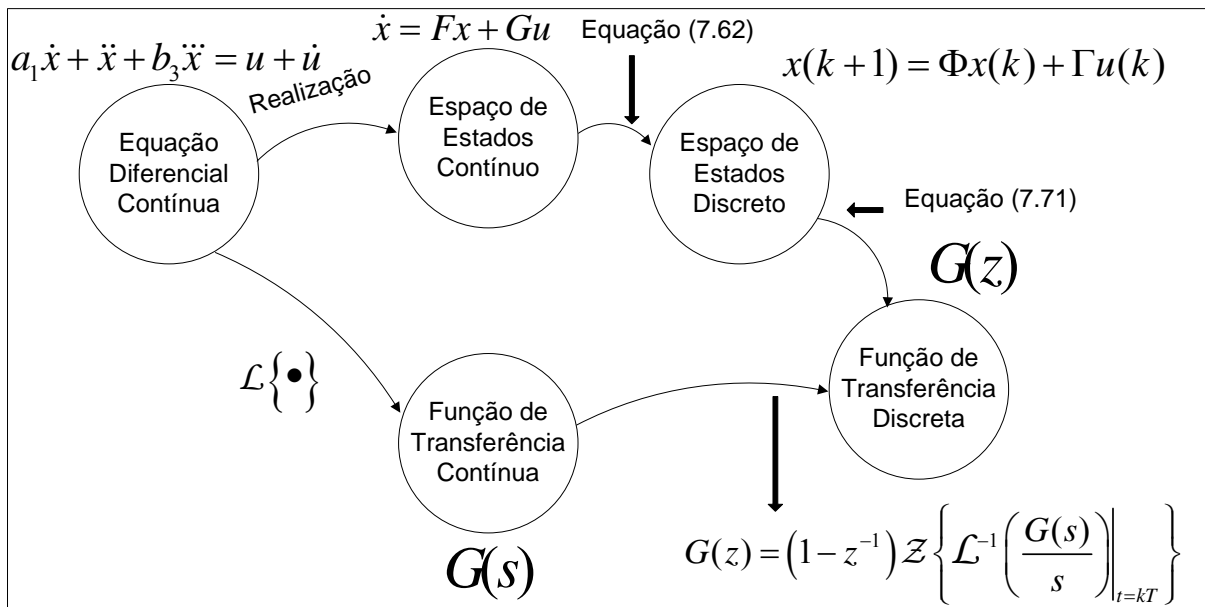 a₁ẋ + ẍ + b₃x⃛ = u + u̇
ẋ = Fx + Gu
Equação (7.62)
x(k+1) = Φx(k) + Γu(k)
Realização
Equação
Diferencial
Contínua
Espaço de
Estados
Contínuo
Espaço de
Estados
Discreto
Equação (7.71)
G(z)
ℒ{•}
Função de
Transferência
Contínua
G(s)
Função de
Transferência
Discreta
G(z) = (1 − z⁻¹) 𝒵{ℒ⁻¹(G(s)/s)|ₜ₌ₖT}